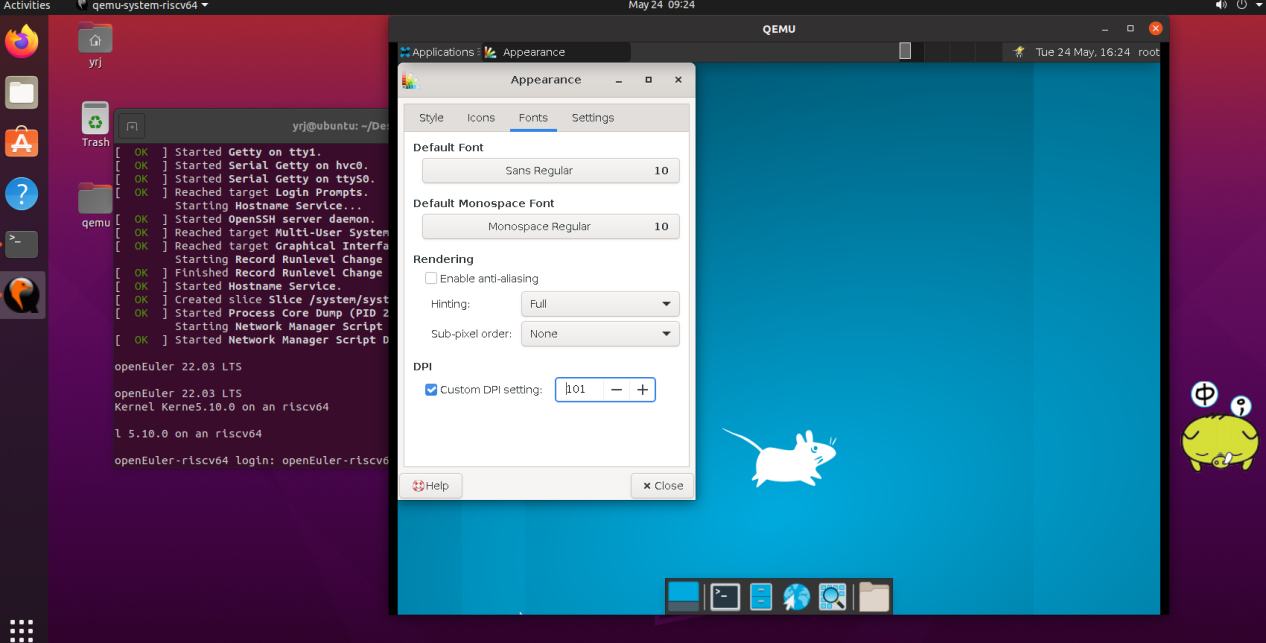 Activities
qemu-system-riscv64
May 24 09:24
yrj
Trash
qemu
yrj@ubuntu: ~/Des
[ OK ] Started Getty on tty1.
[ OK ] Started Serial Getty on hvc0.
[ OK ] Started Serial Getty on ttyS0.
[ OK ] Reached target Login Prompts.
Starting Hostname Service...
[ OK ] Started OpenSSH server daemon.
[ OK ] Reached target Multi-User System
[ OK ] Reached target Graphical Interfa
Starting Record Runlevel Change
[ OK ] Finished Record Runlevel Change
[ OK ] Started Hostname Service.
[ OK ] Created slice Slice /system/syst
[ OK ] Started Process Core Dump (PID 2
Starting Network Manager Script
[ OK ] Started Network Manager Script D
openEuler 22.03 LTS
openEuler 22.03 LTS
Kernel Kerne5.10.0 on an riscv64
l 5.10.0 on an riscv64
openEuler-riscv64 login: openEuler-riscv6
QEMU
Applications
Appearance
Tue 24 May, 16:24
root
Appearance
Style
Icons
Fonts
Settings
Default Font
Sans Regular 10
Default Monospace Font
Monospace Regular 10
Rendering
Enable anti-aliasing
Hinting: Full
Sub-pixel order: None
DPI
Custom DPI setting: 101
Help
Close
中